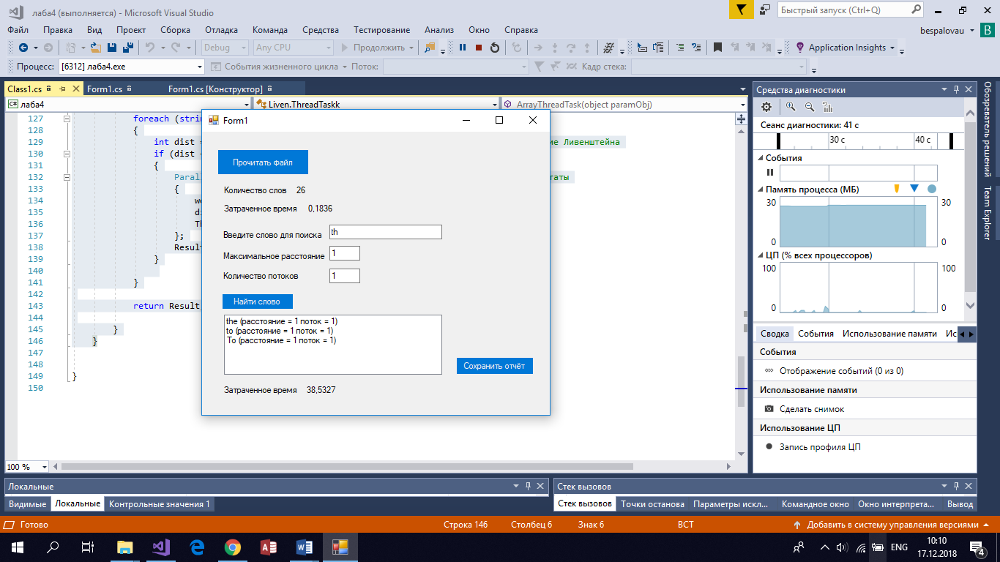 лаба4 (выполняется) - Microsoft Visual Studio
Быстрый запуск (Ctrl+Q)
Файл Правка Вид Проект Сборка Отладка Команда Средства Тестирование Анализ Окно Справка
bespalovau B
Debug Any CPU Продолжить Application Insights
Процесс: [6312] лаба4.exe События жизненного цикла Поток: Кадр стека:
Class1.cs Form1.cs Form1.cs [Конструктор]
C# лаба4 Liven.ThreadTaskk ArrayThreadTask(object paramObj)
127 foreach (strin
128 {
129 int dist = ие Ливенштейна
130 if (dist
131 {
132 Parall таты
133 {
134 wo
135 di
136 Th
137 };
138 Result
139 }
140
141 }
142
143 return Result
144
145 }
146 }
147
148
149 }
150
100 %
Form1
Прочитать файл
Количество слов 26
Затраченное время 0,1836
Введите слово для поиска th
Максимальное расстояние 1
Количество потоков 1
Найти слово
the (расстояние = 1 поток = 1)
to (расстояние = 1 поток = 1)
To (расстояние = 1 поток = 1)
Сохранить отчёт
Затраченное время 38,5327
Средства диагностики
Сеанс диагностики: 41 с
30 с 40 с
События
Память процесса (МБ)
30 30
0 0
ЦП (% всех процессоров)
100 100
0 0
Сводка События Использование памяти Ис
События
Отображение событий (0 из 0)
Использование памяти
Сделать снимок
Использование ЦП
Запись профиля ЦП
Обозреватель решений
Team Explorer
Локальные
Видимые Локальные Контрольные значения 1
Стек вызовов
Стек вызовов Точки останова Параметры искл... Командное окно Окно интерпрета... Вывод
Готово Строка 146 Столбец 6 Знак 6 ВСТ Добавить в систему управления версиями
ENG
10:10
17.12.2018
4